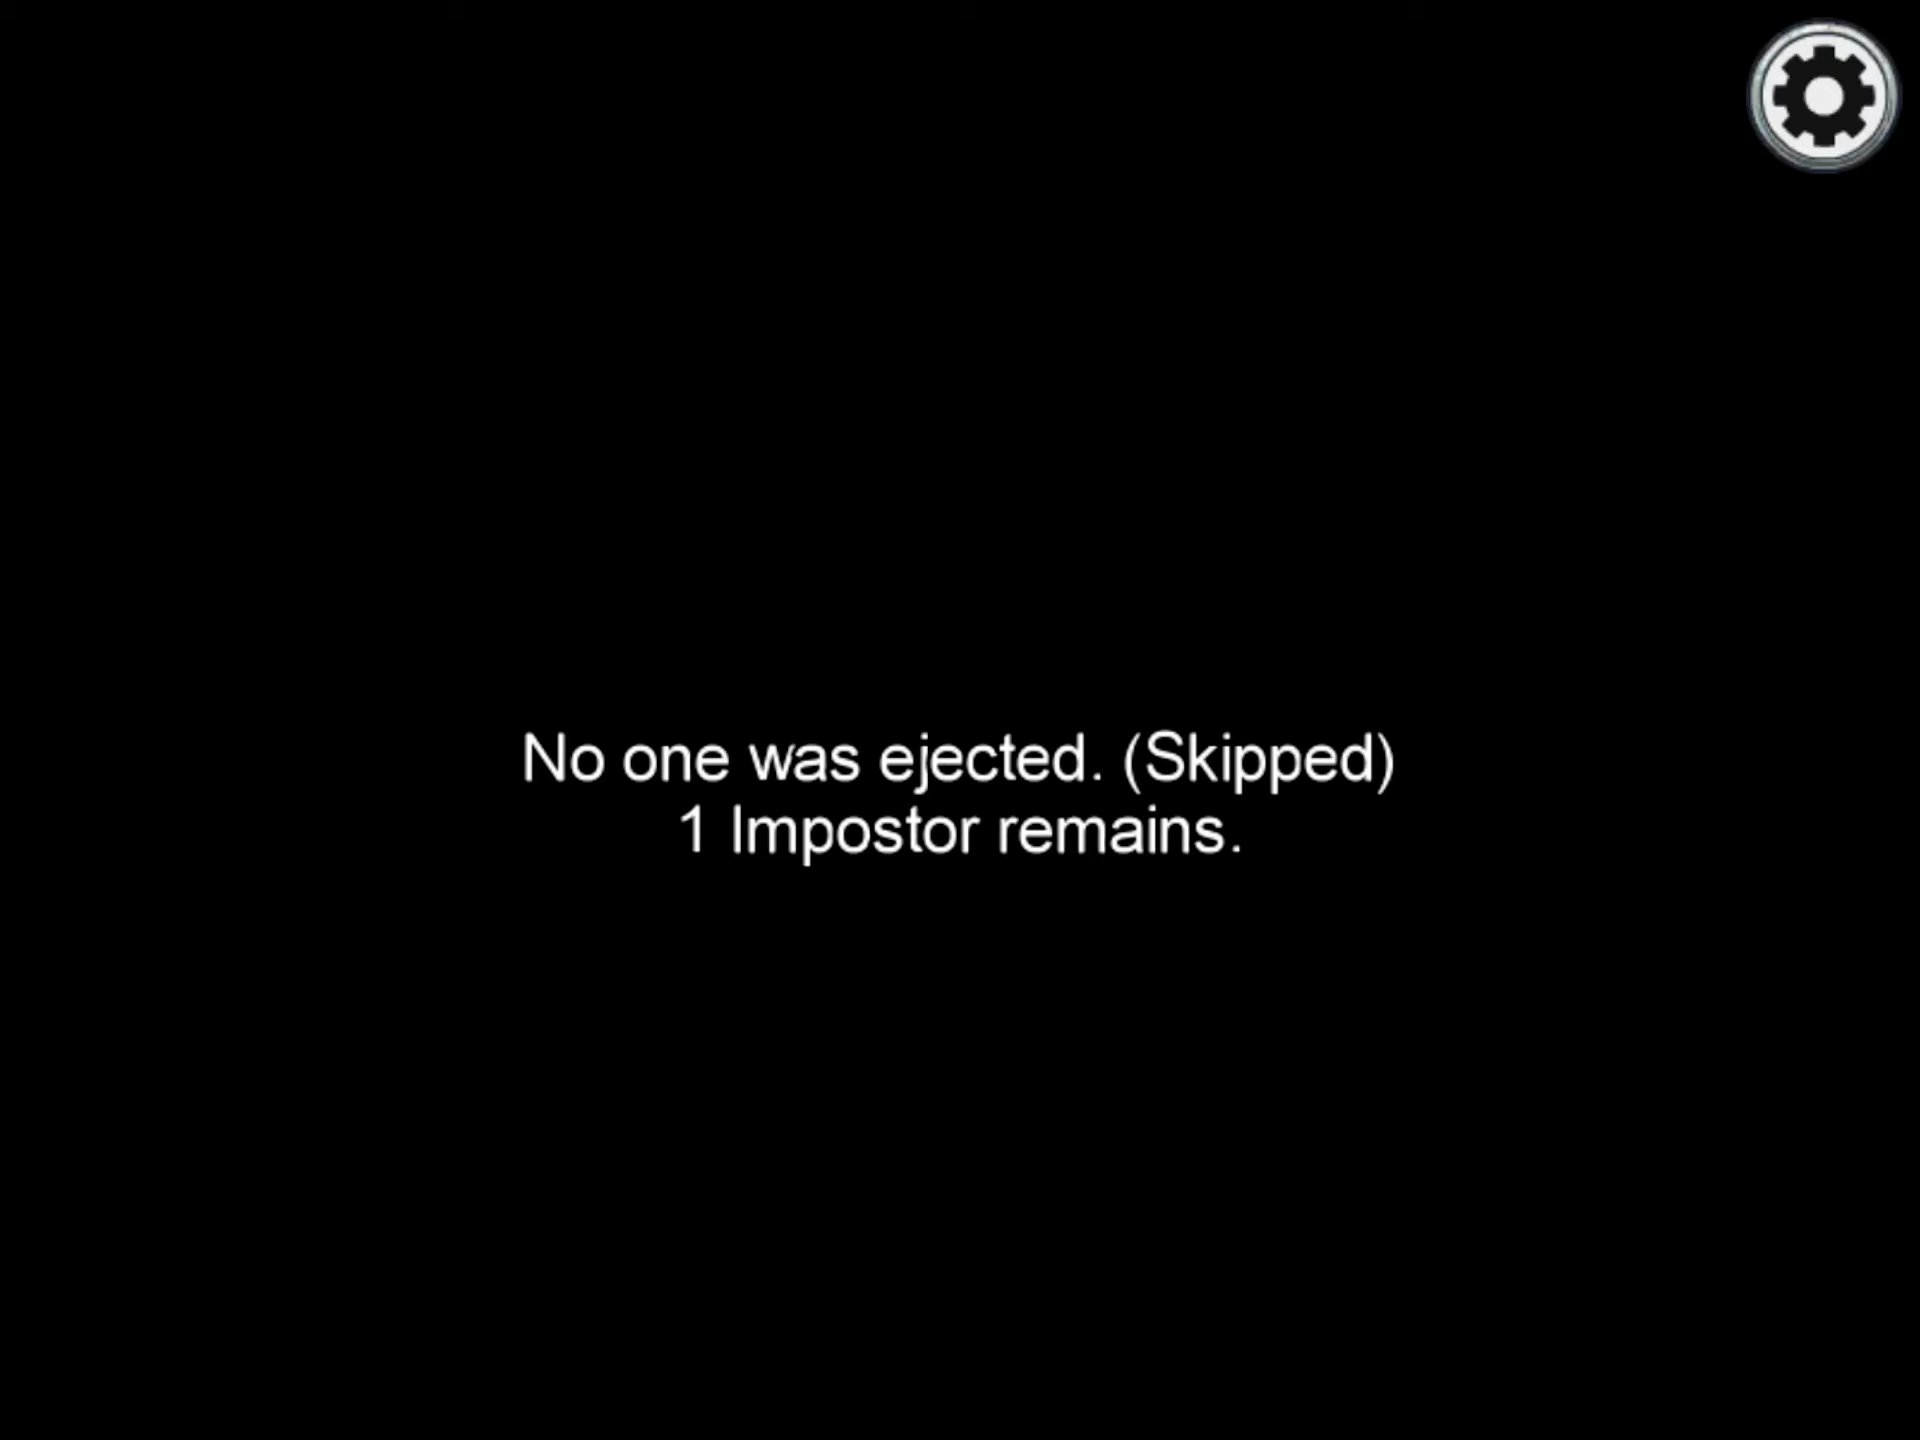 No one was ejected. (Skipped)
1 Impostor remains.